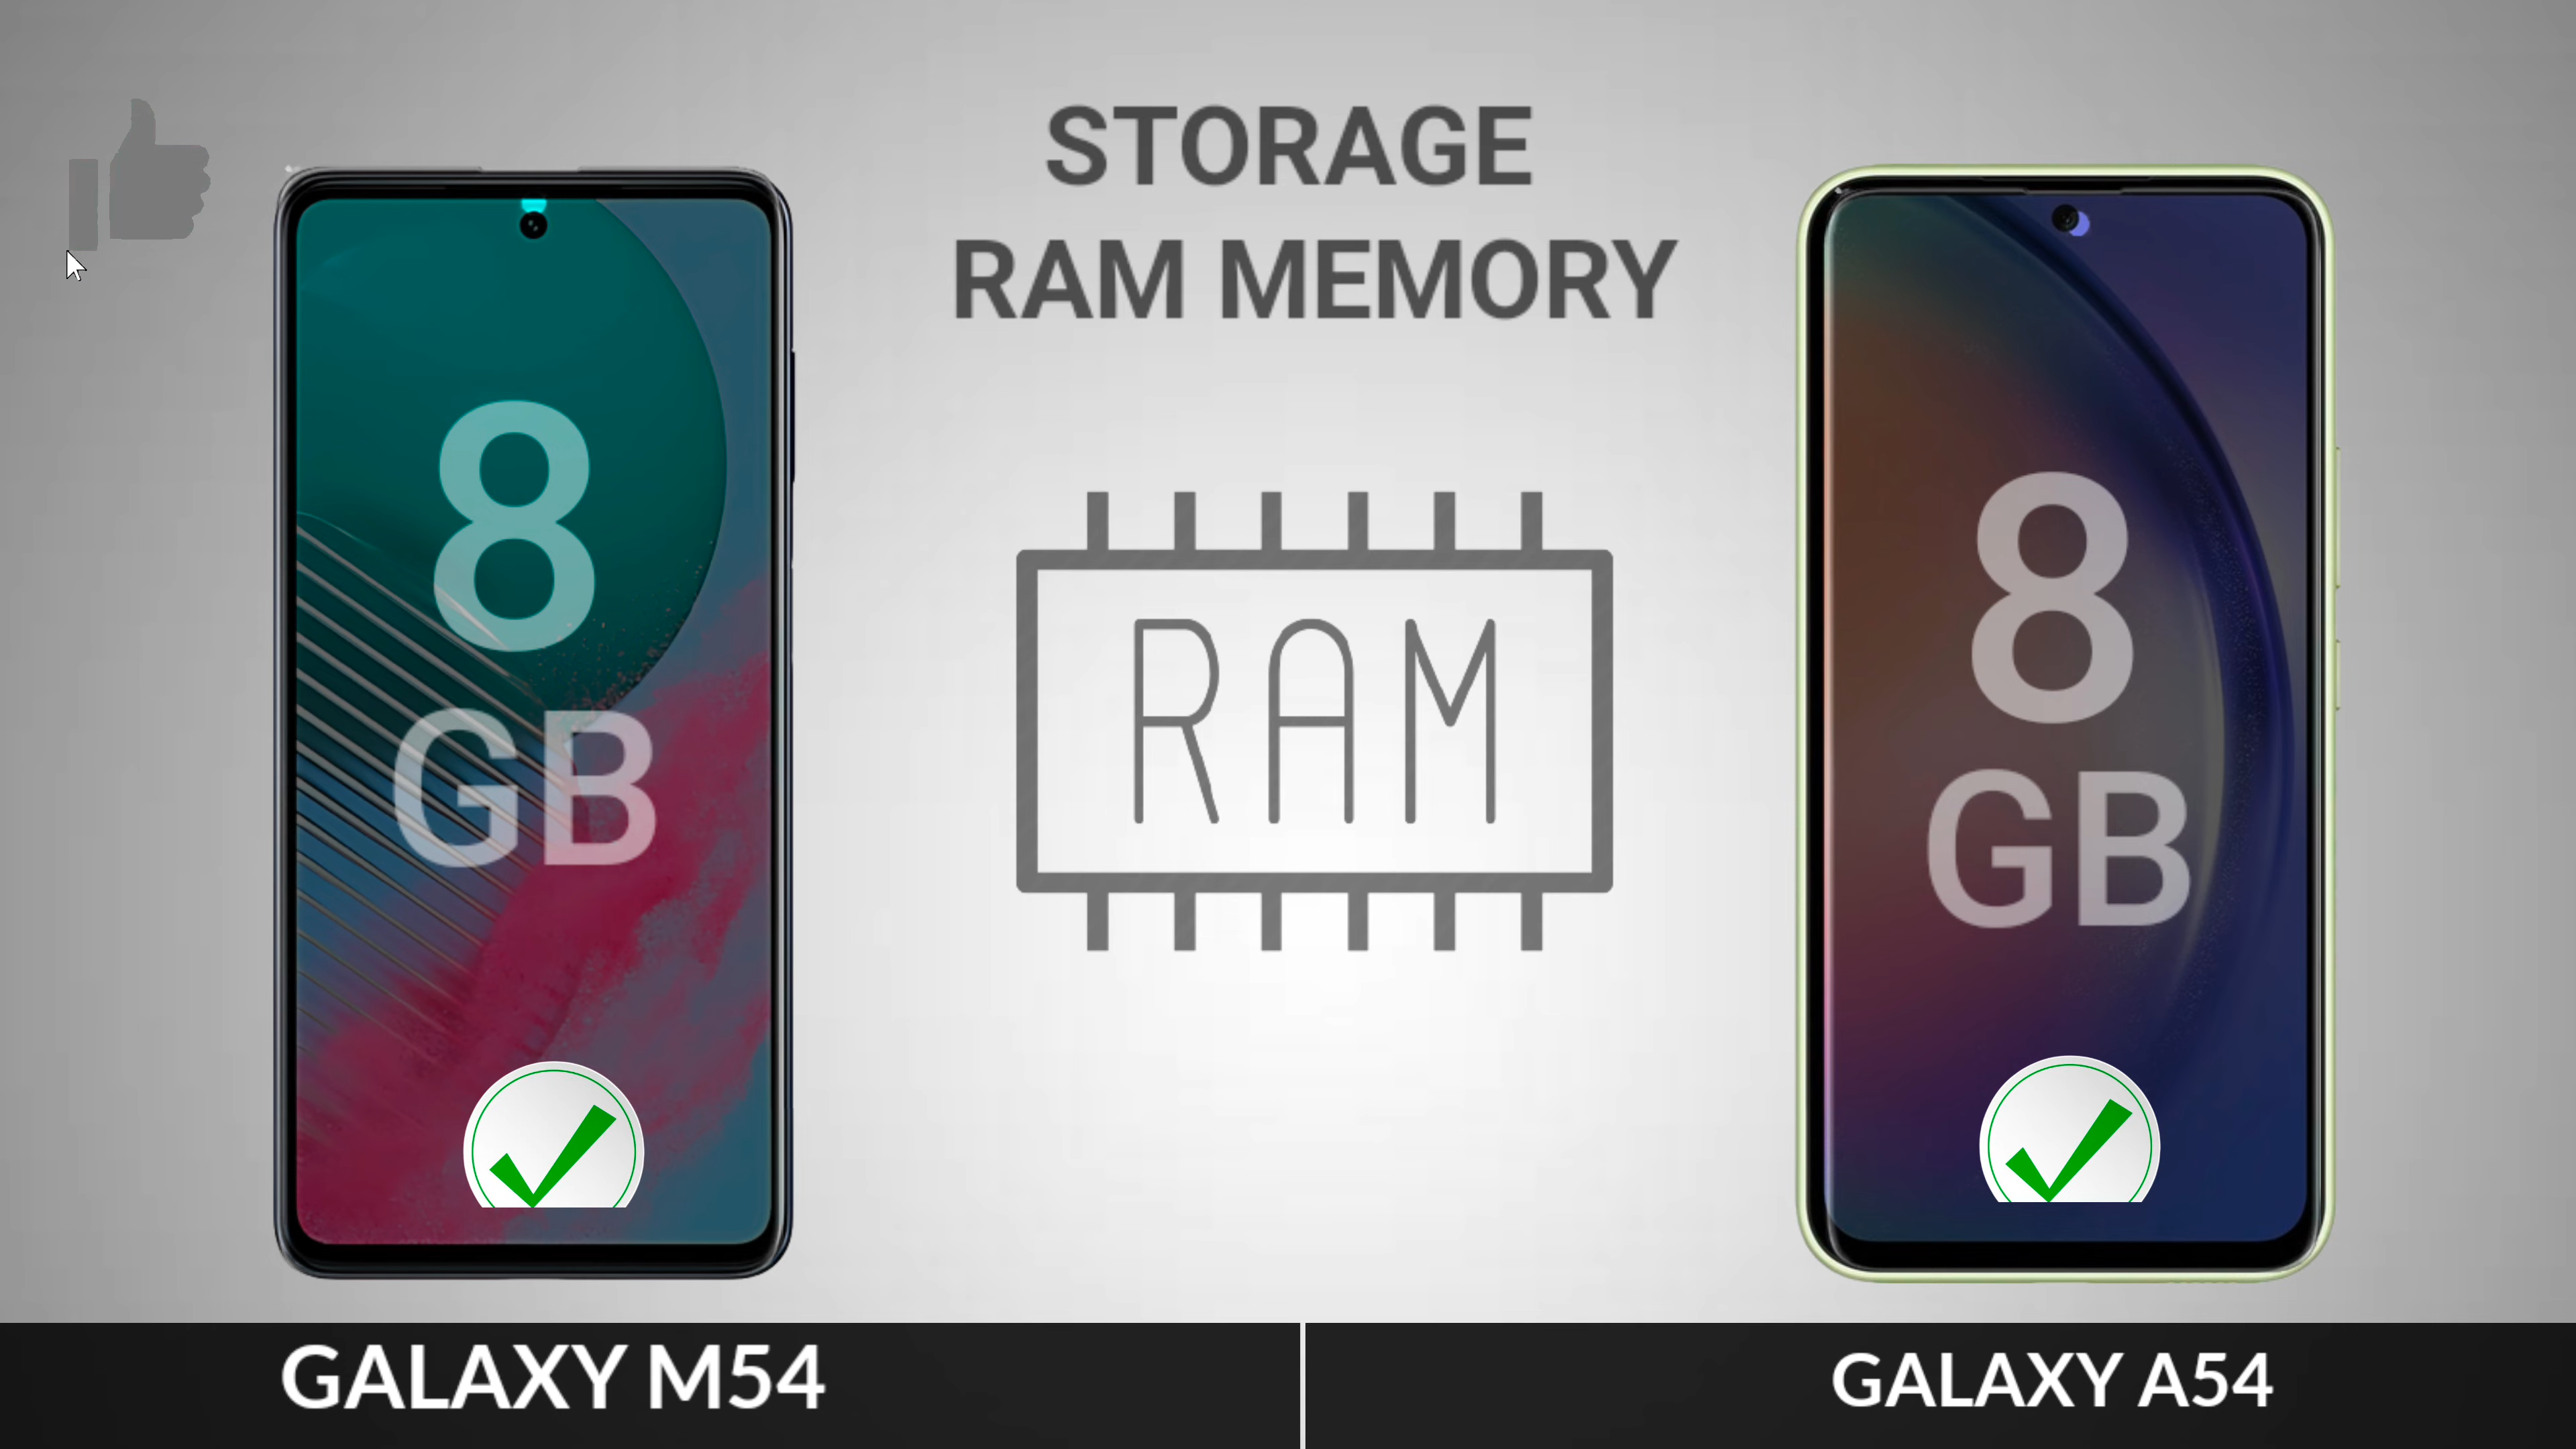 STORAGE
RAM MEMORY
8
GB
RAM
8
GB
GALAXY M54
GALAXY A54